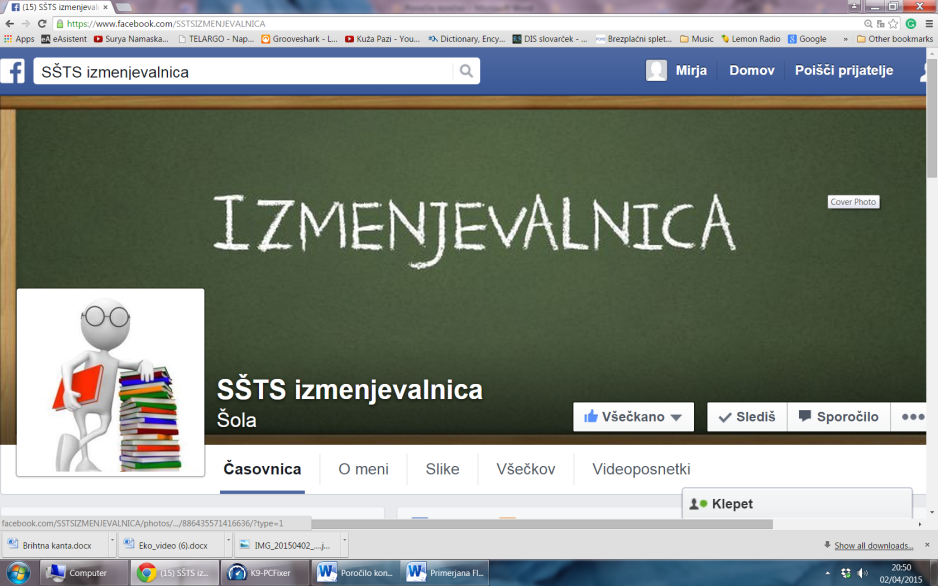 (15) SŠTS izmenjevalı
https://www.facebook.com/SSTSIZMENJEVALNICA
Apps eAsistent Surya Namaska... TELARGO - Nap... Grooveshark - L... Kuža Pazi - You... Dictionary, Ency... DIS slovarček - ... Brezplačni splet... Music Lemon Radio Google » Other bookmarks
SŠTS izmenjevalnica Mirja Domov Poišči prijatelje
IZMENJEVALNICA
Cover Photo
SŠTS izmenjevalnica
Šola
Všečkano Slediš Sporočilo
Časovnica O meni Slike Všečkov Videoposnetki
Klepet
facebook.com/SSTSIZMENJEVALNICA/photos/.../886435571416636/?type=1
Brihtna kanta.docx Eko_video (6).docx IMG_20150402_...j... Show all downloads...
Computer (15) SŠTS iz... K9-PCFixer Poročilo kon... Primerjana Fl...
20:50
02/04/2015